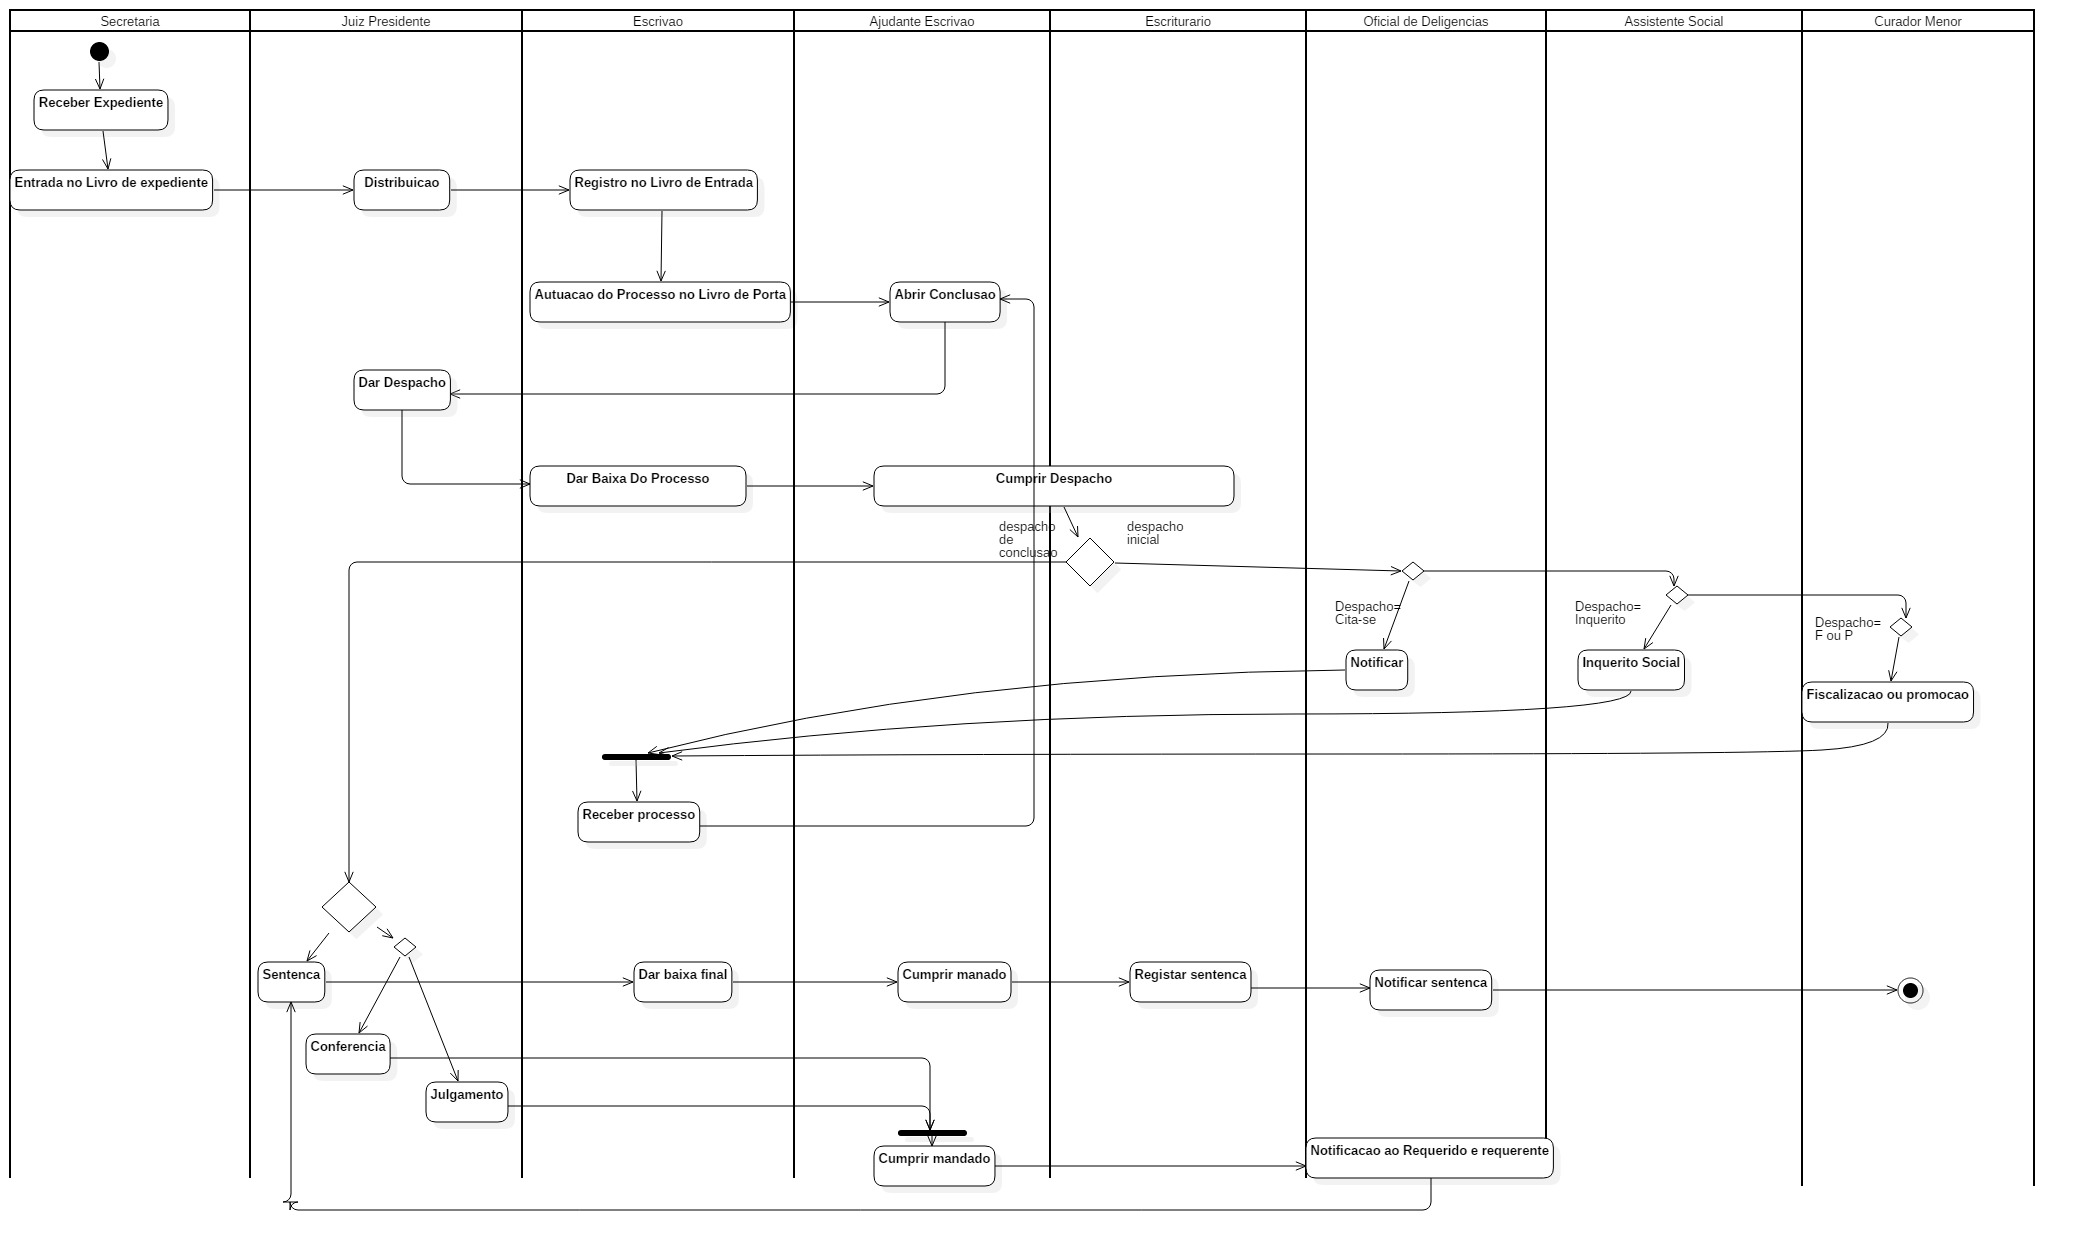 Secretaria
Juiz Presidente
Escrivao
Ajudante Escrivao
Escriturario
Oficial de Deligencias
Assistente Social
Curador Menor
Receber Expediente
Entrada no Livro de expediente
Distribuicao
Registro no Livro de Entrada
Autuacao do Processo no Livro de Porta
Abrir Conclusao
Dar Despacho
Dar Baixa Do Processo
Cumprir Despacho
despacho
de
conclusao
despacho
inicial
Despacho=
Cita-se
Despacho=
Inquerito
Despacho=
F ou P
Notificar
Inquerito Social
Fiscalizacao ou promocao
Receber processo
Sentenca
Dar baixa final
Cumprir manado
Registar sentenca
Notificar sentenca
Conferencia
Julgamento
Cumprir mandado
Notificacao ao Requerido e requerente